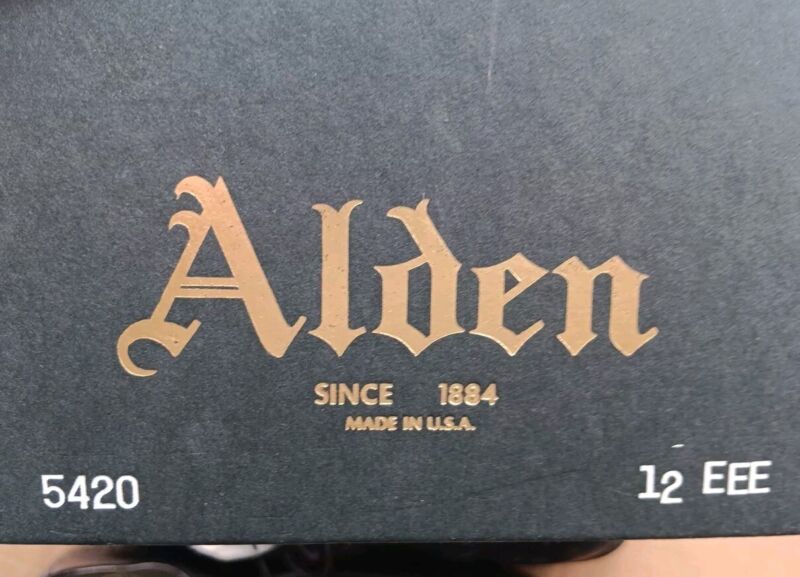 Alden
SINCE 1884
MADE IN U.S.A.
5420 12 EEE